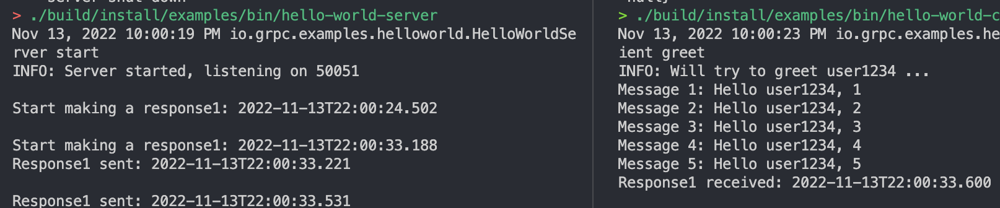 server shut down
> ./build/install/examples/bin/hello-world-server
Nov 13, 2022 10:00:19 PM io.grpc.examples.helloworld.HelloWorldSe
rver start
INFO: Server started, listening on 50051
Start making a response1: 2022-11-13T22:00:24.502
Start making a response1: 2022-11-13T22:00:33.188
Response1 sent: 2022-11-13T22:00:33.221
Response1 sent: 2022-11-13T22:00:33.531
null}
> ./build/install/examples/bin/hello-world-c
Nov 13, 2022 10:00:23 PM io.grpc.examples.he
ient greet
INFO: Will try to greet user1234 ...
Message 1: Hello user1234, 1
Message 2: Hello user1234, 2
Message 3: Hello user1234, 3
Message 4: Hello user1234, 4
Message 5: Hello user1234, 5
Response1 received: 2022-11-13T22:00:33.600